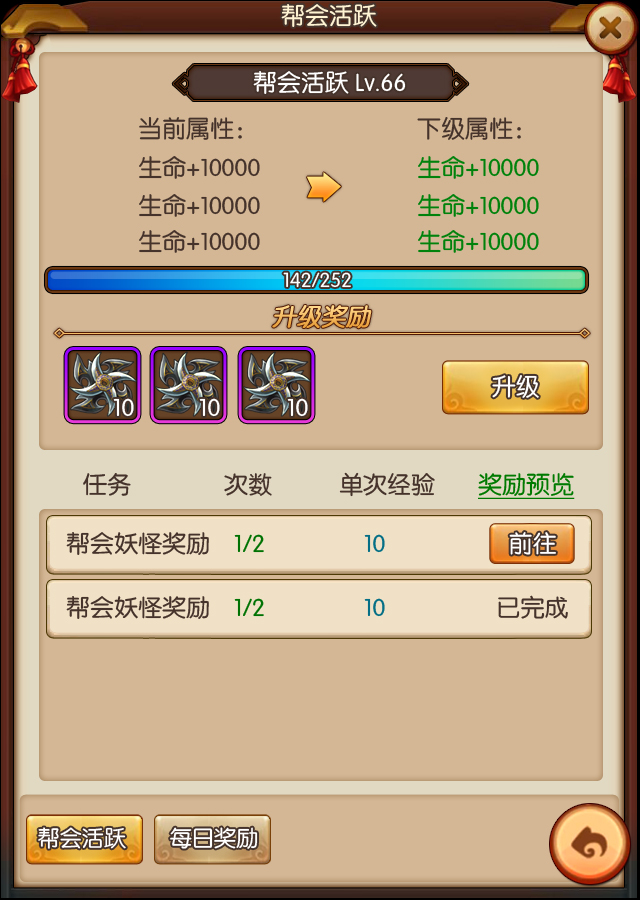 帮会活跃
帮会活跃 Lv.66
当前属性： 下级属性：
生命+10000 生命+10000
生命+10000 生命+10000
生命+10000 生命+10000
142/252
升级奖励
10 10 10 升级
任务 次数 单次经验 奖励预览
帮会妖怪奖励 1/2 10 前往
帮会妖怪奖励 1/2 10 已完成
帮会活跃 每日奖励